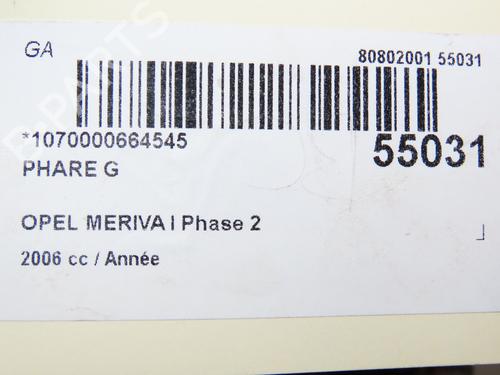 GA
80802001 55031
*1070000664545
55031
PHARE G
OPEL MERIVA I Phase 2
2006 cc / Année